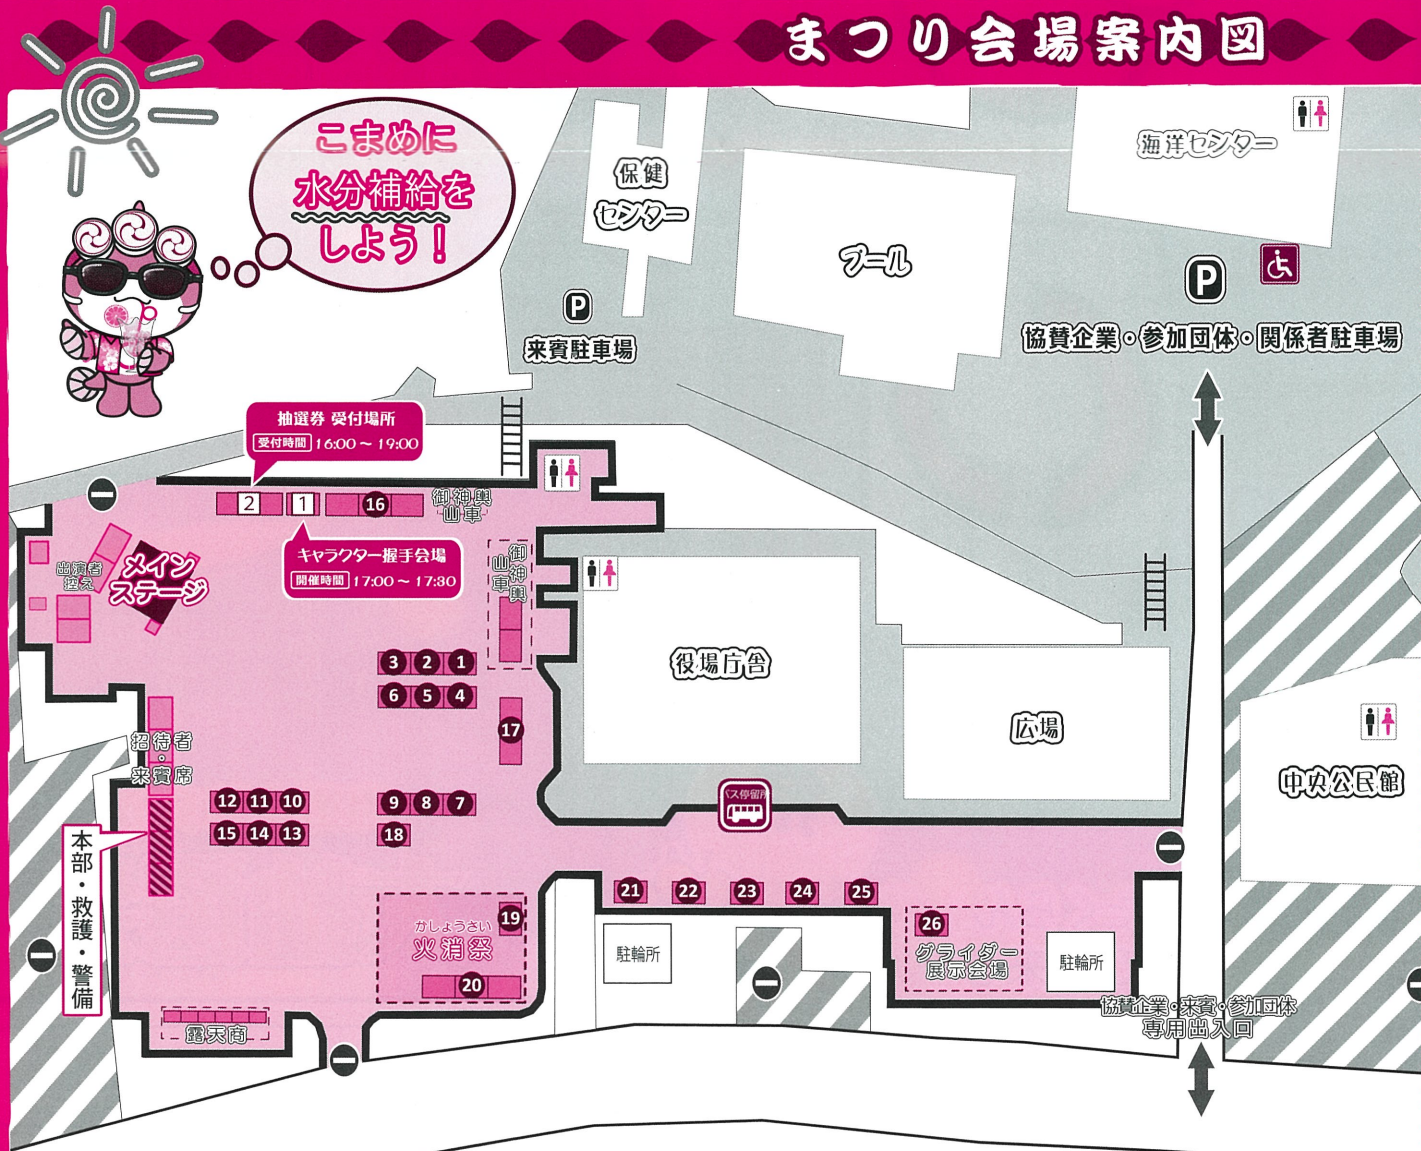 まつり会場案内図
こまめに
水分補給を
しよう！
保健
センター
プール
海洋センター
P
来賓駐車場
P
協賛企業・参加団体・関係者駐車場
抽選券 受付場所
受付時間 16:00～19:00
2
1
16
御神輿
山車
キャラクター握手会場
開催時間 17:00～17:30
御神輿
山車
出演者
控え
メイン
ステージ
3 2 1
6 5 4
17
役場庁舎
広場
中央公民館
招待者
・
来賓席
12 11 10
15 14 13
9 8 7
18
バス停留所
本部・救護・警備
21 22 23 24 25
19
かしょうさい
火消祭
20
26
グライダー
展示会場
駐輪所
駐輪所
露天商
協賛企業・来賓・参加団体
専用出入口